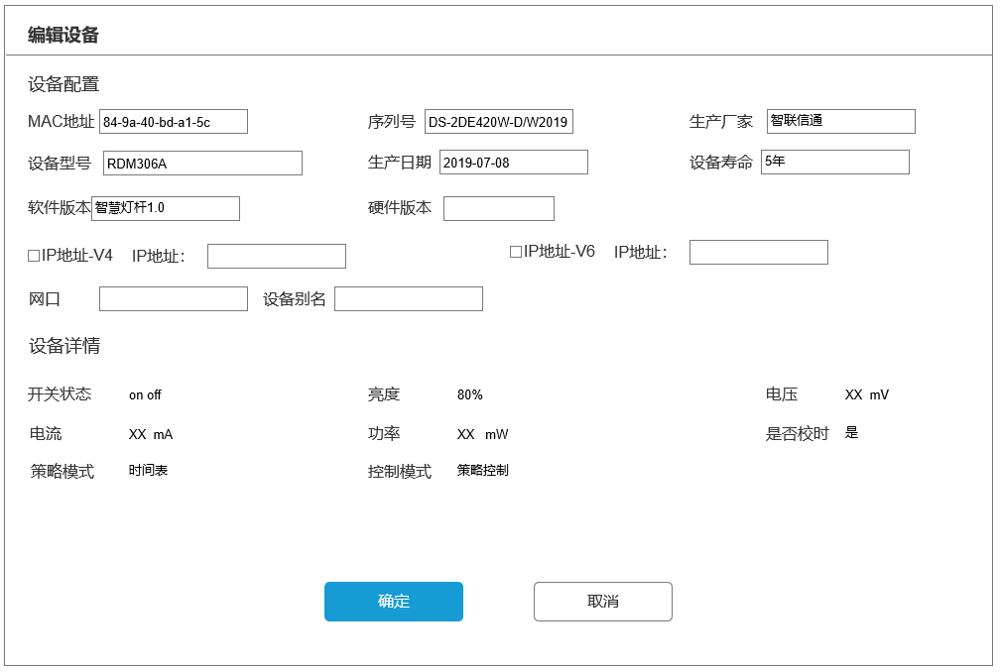 编辑设备
设备配置
MAC地址 84-9a-40-bd-a1-5c 序列号 DS-2DE420W-D/W2019 生产厂家 智联信通
设备型号 RDM306A 生产日期 2019-07-08 设备寿命 5年
软件版本 智慧灯杆1.0 硬件版本
IP地址-V4 IP地址： IP地址-V6 IP地址：
网口 设备别名
设备详情
开关状态 on off 亮度 80% 电压 XX mV
电流 XX mA 功率 XX mW 是否校时 是
策略模式 时间表 控制模式 策略控制
确定 取消